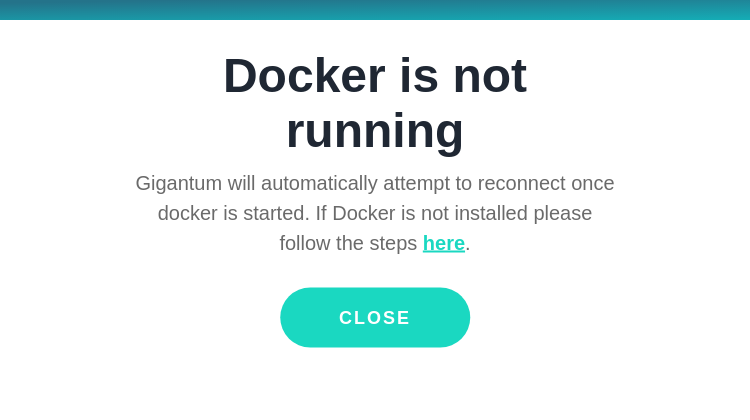 Docker is not
running
Gigantum will automatically attempt to reconnect once
docker is started. If Docker is not installed please
follow the steps here.
CLOSE